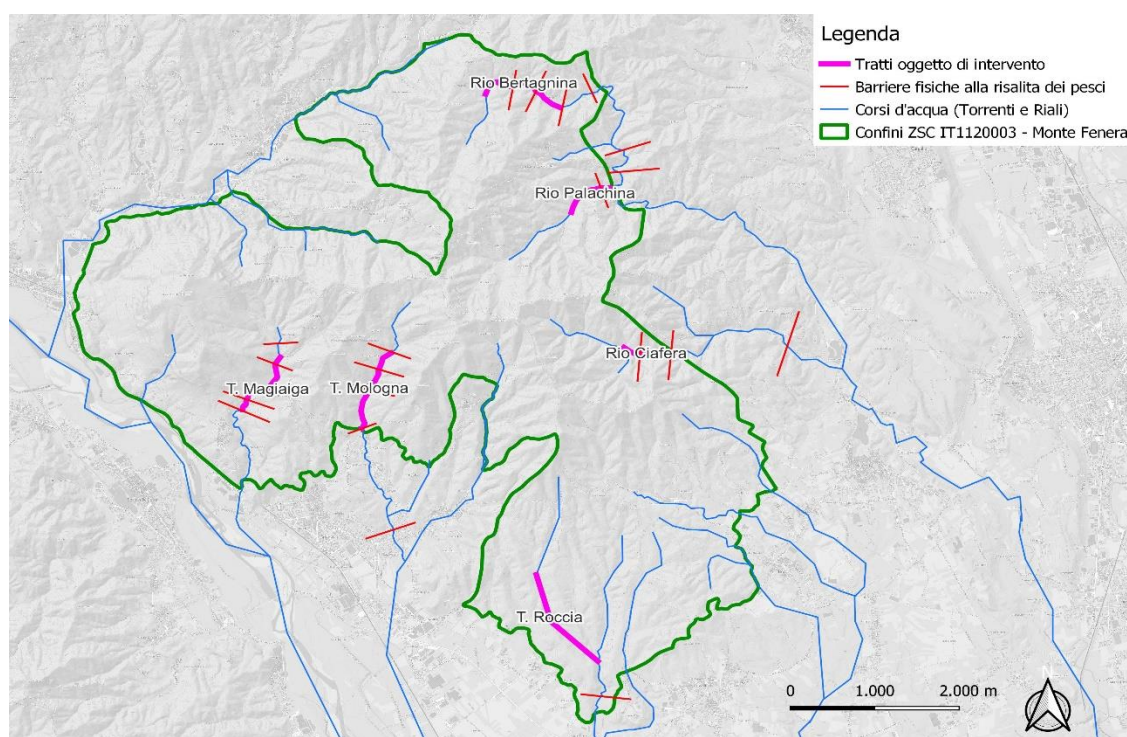 Legenda
Tratti oggetto di intervento
Barriere fisiche alla risalita dei pesci
Corsi d'acqua (Torrenti e Riali)
Confini ZSC IT1120003 - Monte Fenera
Rio Bertagnina
Rio Palachina
Rio Ciafera
T. Magiaiga
T. Mologna
T. Roccia
0 1.000 2.000 m